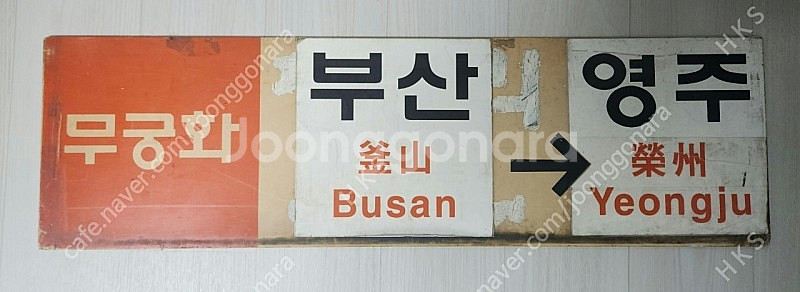 무궁화
부산
釜山
Busan
→
영주
榮州
Yeongju
Joonggonara
cafe.naver.com/joonggonara
HKS